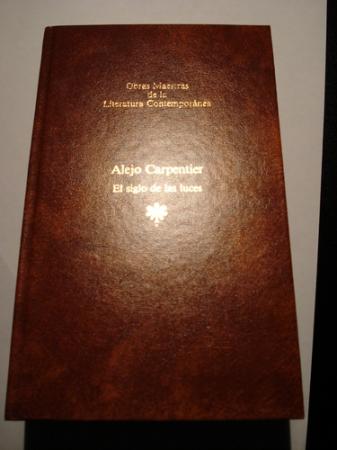 Obras Maestras
de la
Literatura Contemporánea
Alejo Carpentier
El siglo de las luces